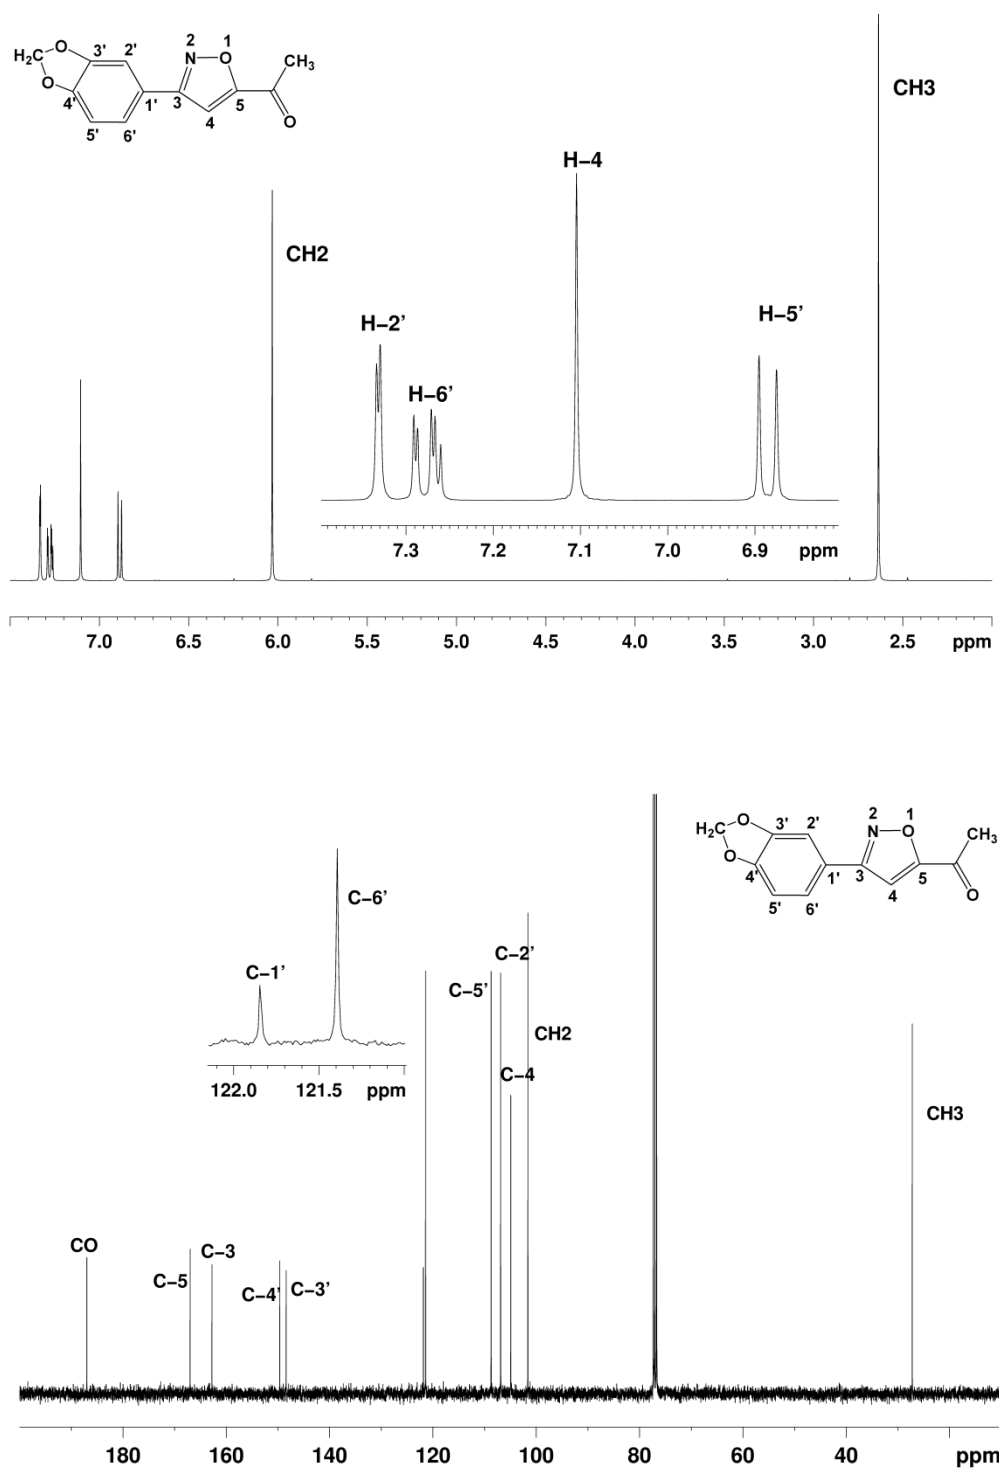 H2C
O
O
3'
2'
4'
1'
5'
6'
N
2
O
1
3
4
5
CH3
O
CH3
H–4
CH2
H–2’
H–6’
H–5’
7.3 7.2 7.1 7.0 6.9 ppm
7.0 6.5 6.0 5.5 5.0 4.5 4.0 3.5 3.0 2.5 ppm
H2C
O
O
3'
2'
4'
1'
5'
6'
N
2
O
1
3
4
5
CH3
O
C–6’
C–1’
122.0 121.5 ppm
C–2’
C–5’
CH2
C–4
CH3
CO
C–3
C–5
C–4’
C–3’
180 160 140 120 100 80 60 40 ppm